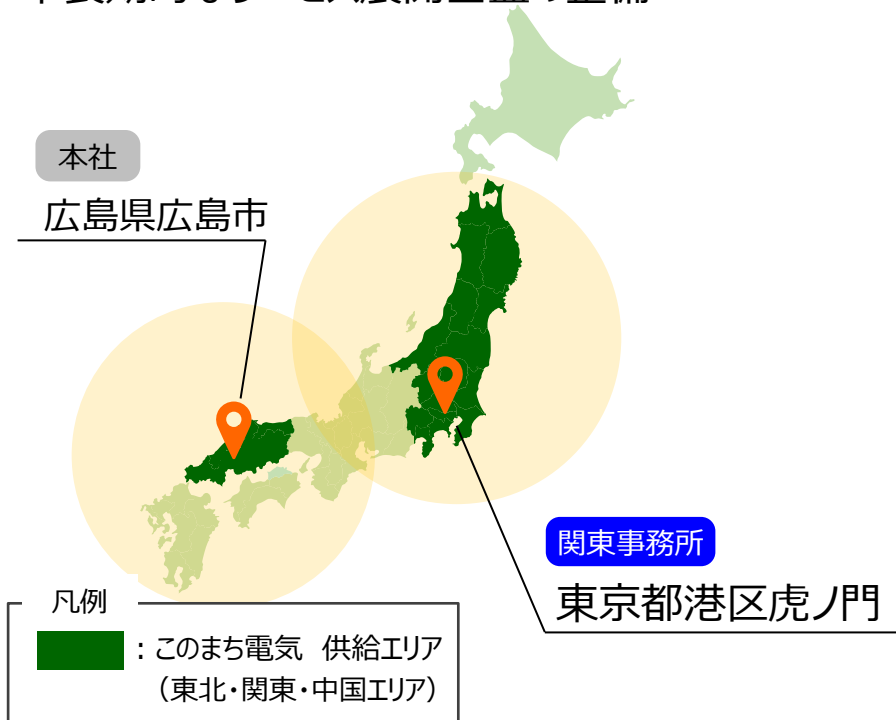 本社
広島県広島市
関東事務所
東京都港区虎ノ門
凡例
：このまち電気　供給エリア
（東北・関東・中国エリア）